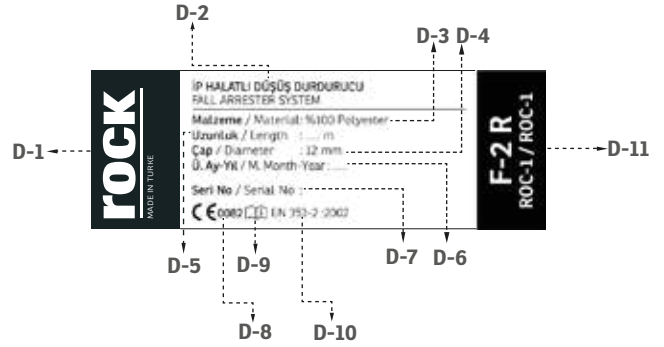 D-2
D-3 D-4
İP HALATLI DÜŞÜŞ DURDURUCU
FALL ARRESTER SYSTEM
Malzeme / Material: %100 Polyester
Uzunluk / Length : .... m
Çap / Diameter : 12 mm
Ü. Ay-Yıl / M. Month-Year : .....
Seri No / Serial No :
CE 0082 EN 353-2 :2002
rock
MADE IN TURKE
F-2 R
ROC-1 / ROC-1
D-1
D-11
D-5
D-9
D-7
D-6
D-8
D-10